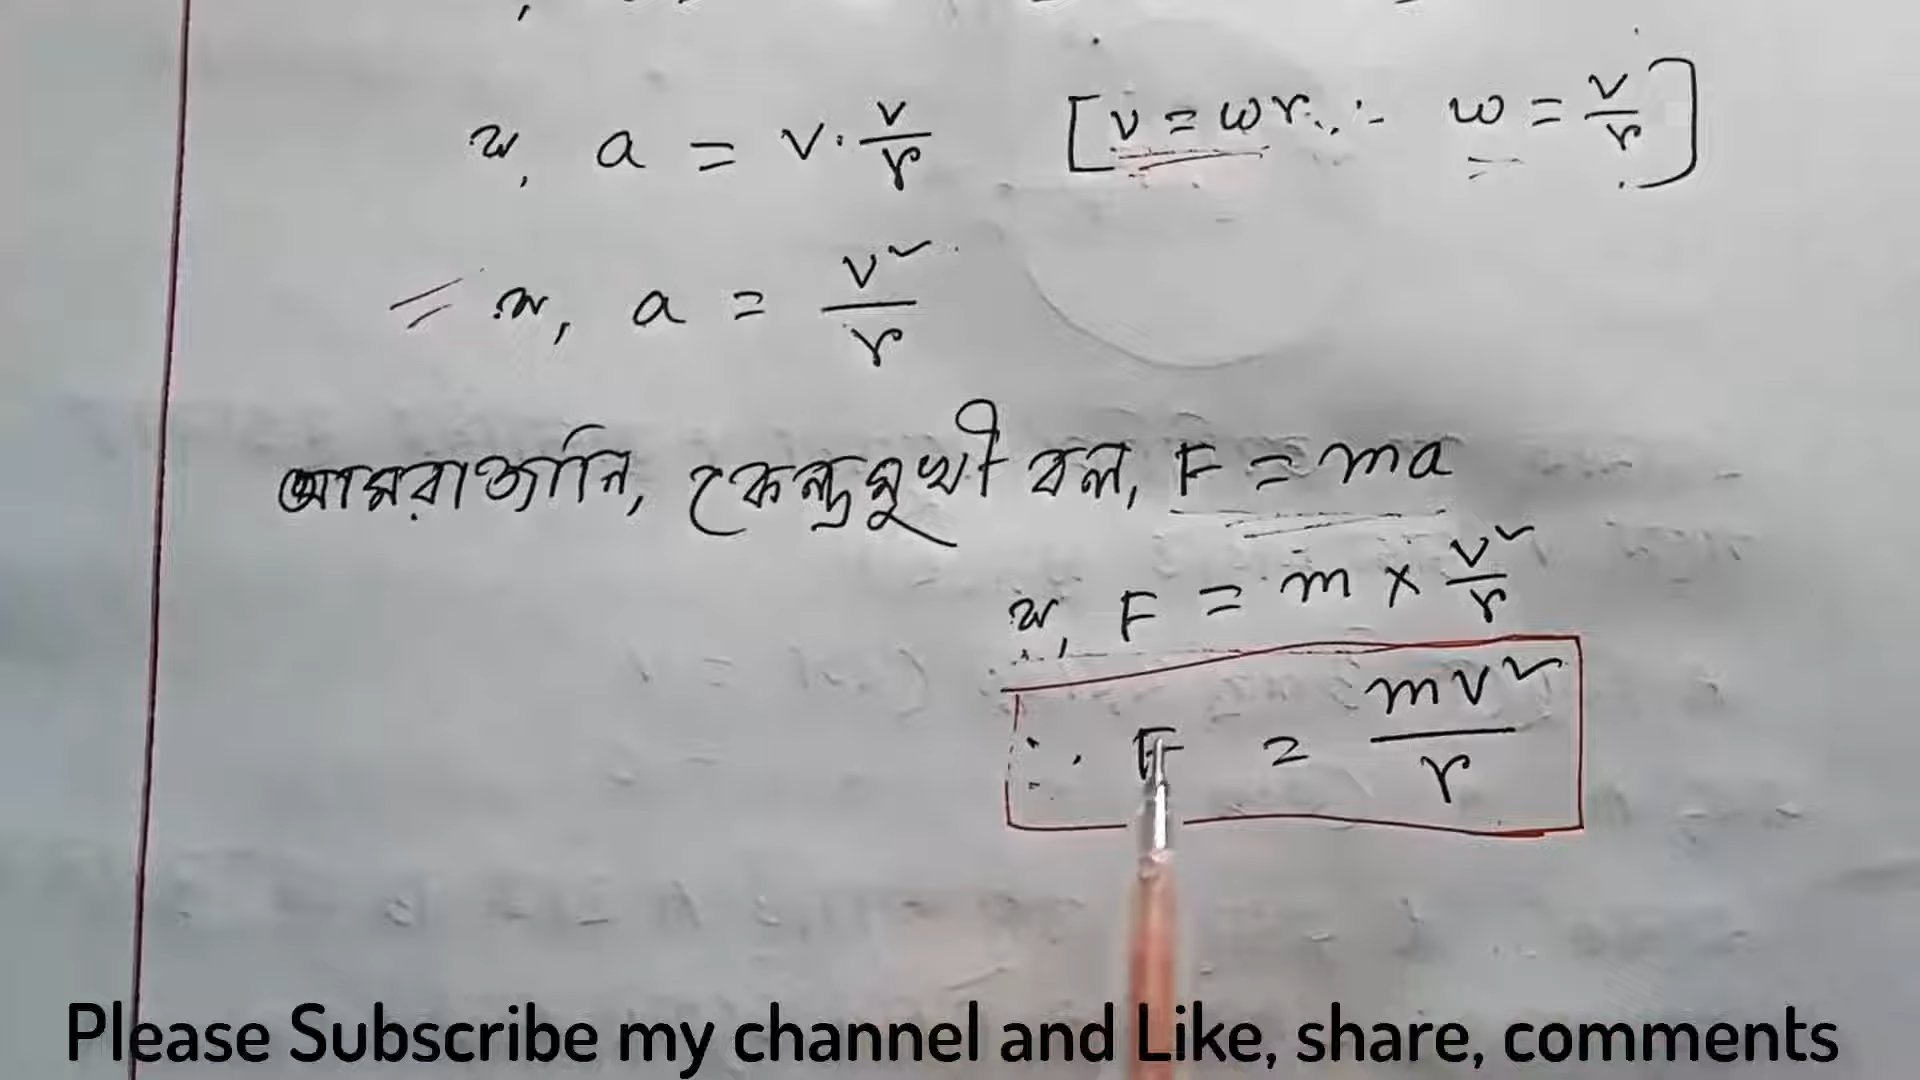 বা, a = v · v/r [v = ωr ∴ ω = v/r]
= বা, a = v²/r
আমরা জানি, কেন্দ্রমুখী বল, F = ma
বা, F = m × v²/r
∴ F = mv²/r
Please Subscribe my channel and Like, share, comments